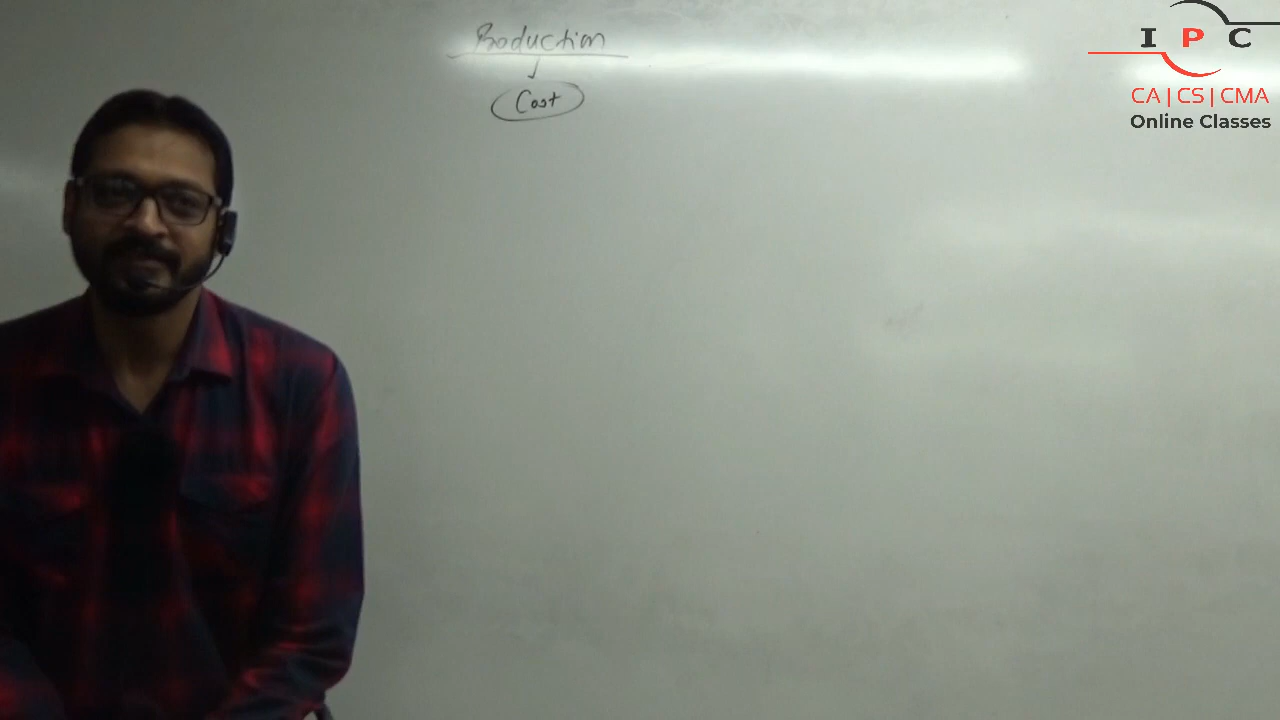 Production
Cost
I P C
CA | CS | CMA
Online Classes